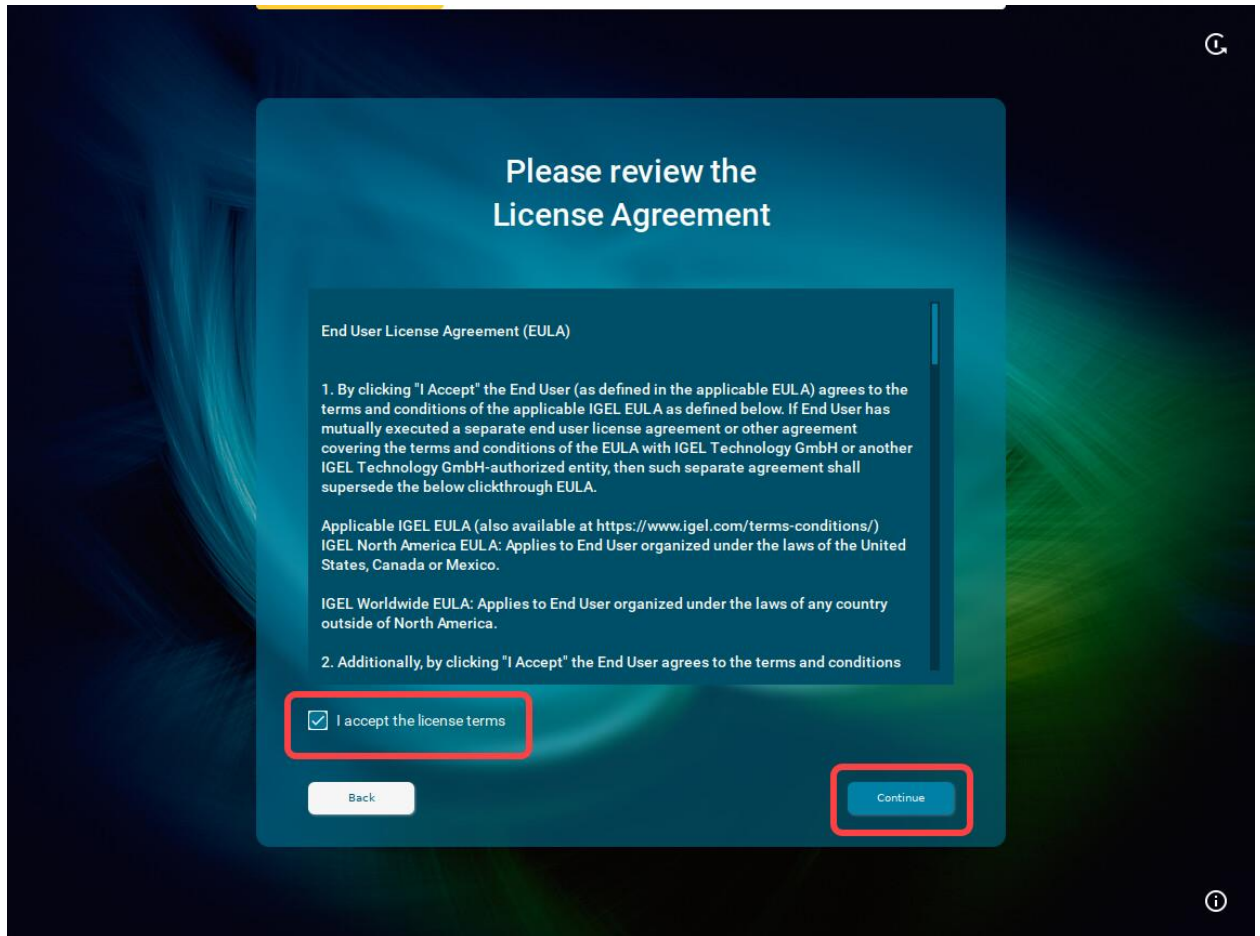 Please review the
License Agreement
End User License Agreement (EULA)
1. By clicking "I Accept" the End User (as defined in the applicable EULA) agrees to the
terms and conditions of the applicable IGEL EULA as defined below. If End User has
mutually executed a separate end user license agreement or other agreement
covering the terms and conditions of the EULA with IGEL Technology GmbH or another
IGEL Technology GmbH-authorized entity, then such separate agreement shall
supersede the below clickthrough EULA.
Applicable IGEL EULA (also available at https://www.igel.com/terms-conditions/)
IGEL North America EULA: Applies to End User organized under the laws of the United
States, Canada or Mexico.
IGEL Worldwide EULA: Applies to End User organized under the laws of any country
outside of North America.
2. Additionally, by clicking "I Accept" the End User agrees to the terms and conditions
I accept the license terms
Back
Continue